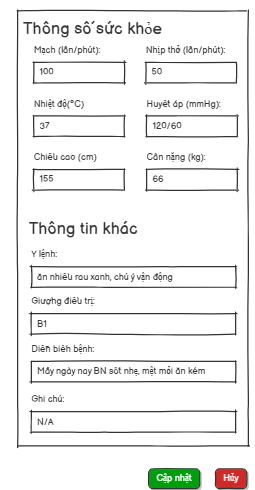 Thông số sức khỏe
Mạch (lần/phút): Nhịp thở (lần/phút):
100 50
Nhiệt độ(°C) Huyết áp (mmHg):
37 120/60
Chiều cao (cm) Cân nặng (kg):
155 66
Thông tin khác
Y lệnh:
ăn nhiều rau xanh, chú ý vận động
Giường điều trị:
B1
Diễn biến bệnh:
Mấy ngày nay BN sốt nhẹ, mệt mỏi ăn kém
Ghi chú:
N/A
Cập nhật Hủy